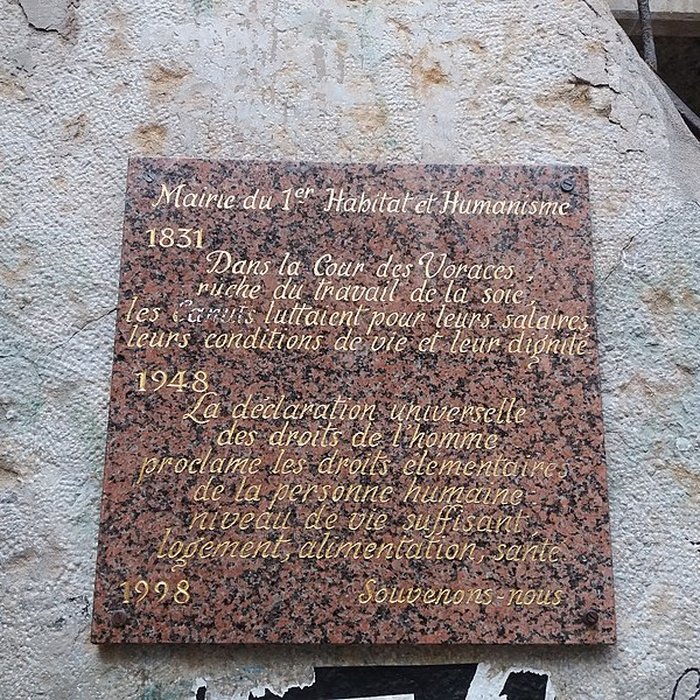 Mairie du 1er Habitat et Humanisme
1831
Dans la Cour des Voraces,
ruche du travail de la soie,
les Canuts luttaient pour leurs salaires
leurs conditions de vie et leur dignité
1948
La déclaration universelle
des droits de l'homme
proclame les droits élémentaires
de la personne humaine
niveau de vie suffisant
logement, alimentation, santé
1998 Souvenons-nous